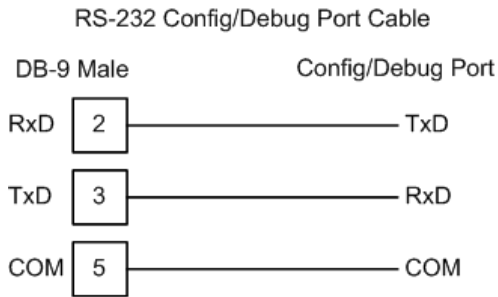 RS-232 Config/Debug Port Cable
DB-9 Male Config/Debug Port
RxD 2 TxD
TxD 3 RxD
COM 5 COM